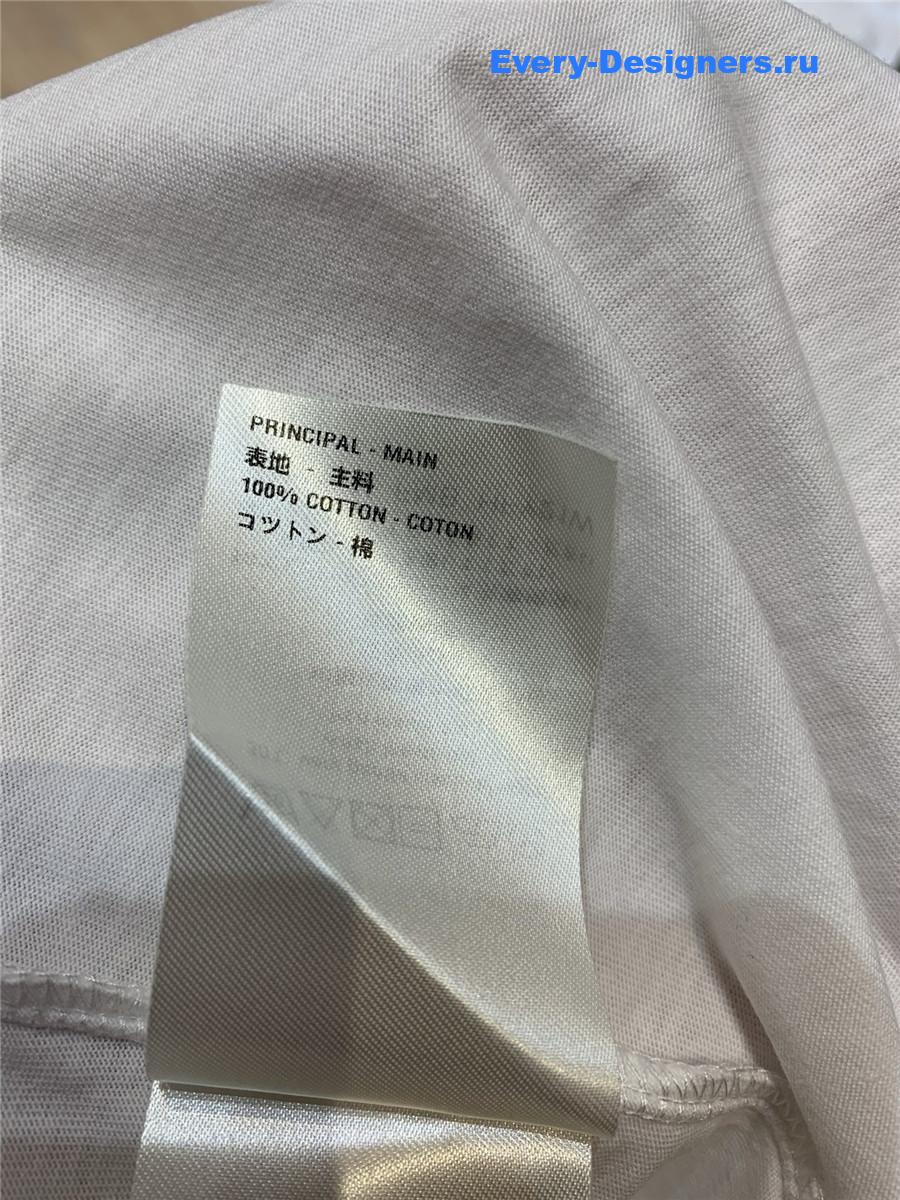 Every-Designers.ru
PRINCIPAL - MAIN
表地 - 主料
100% COTTON - COTON
コットン - 棉